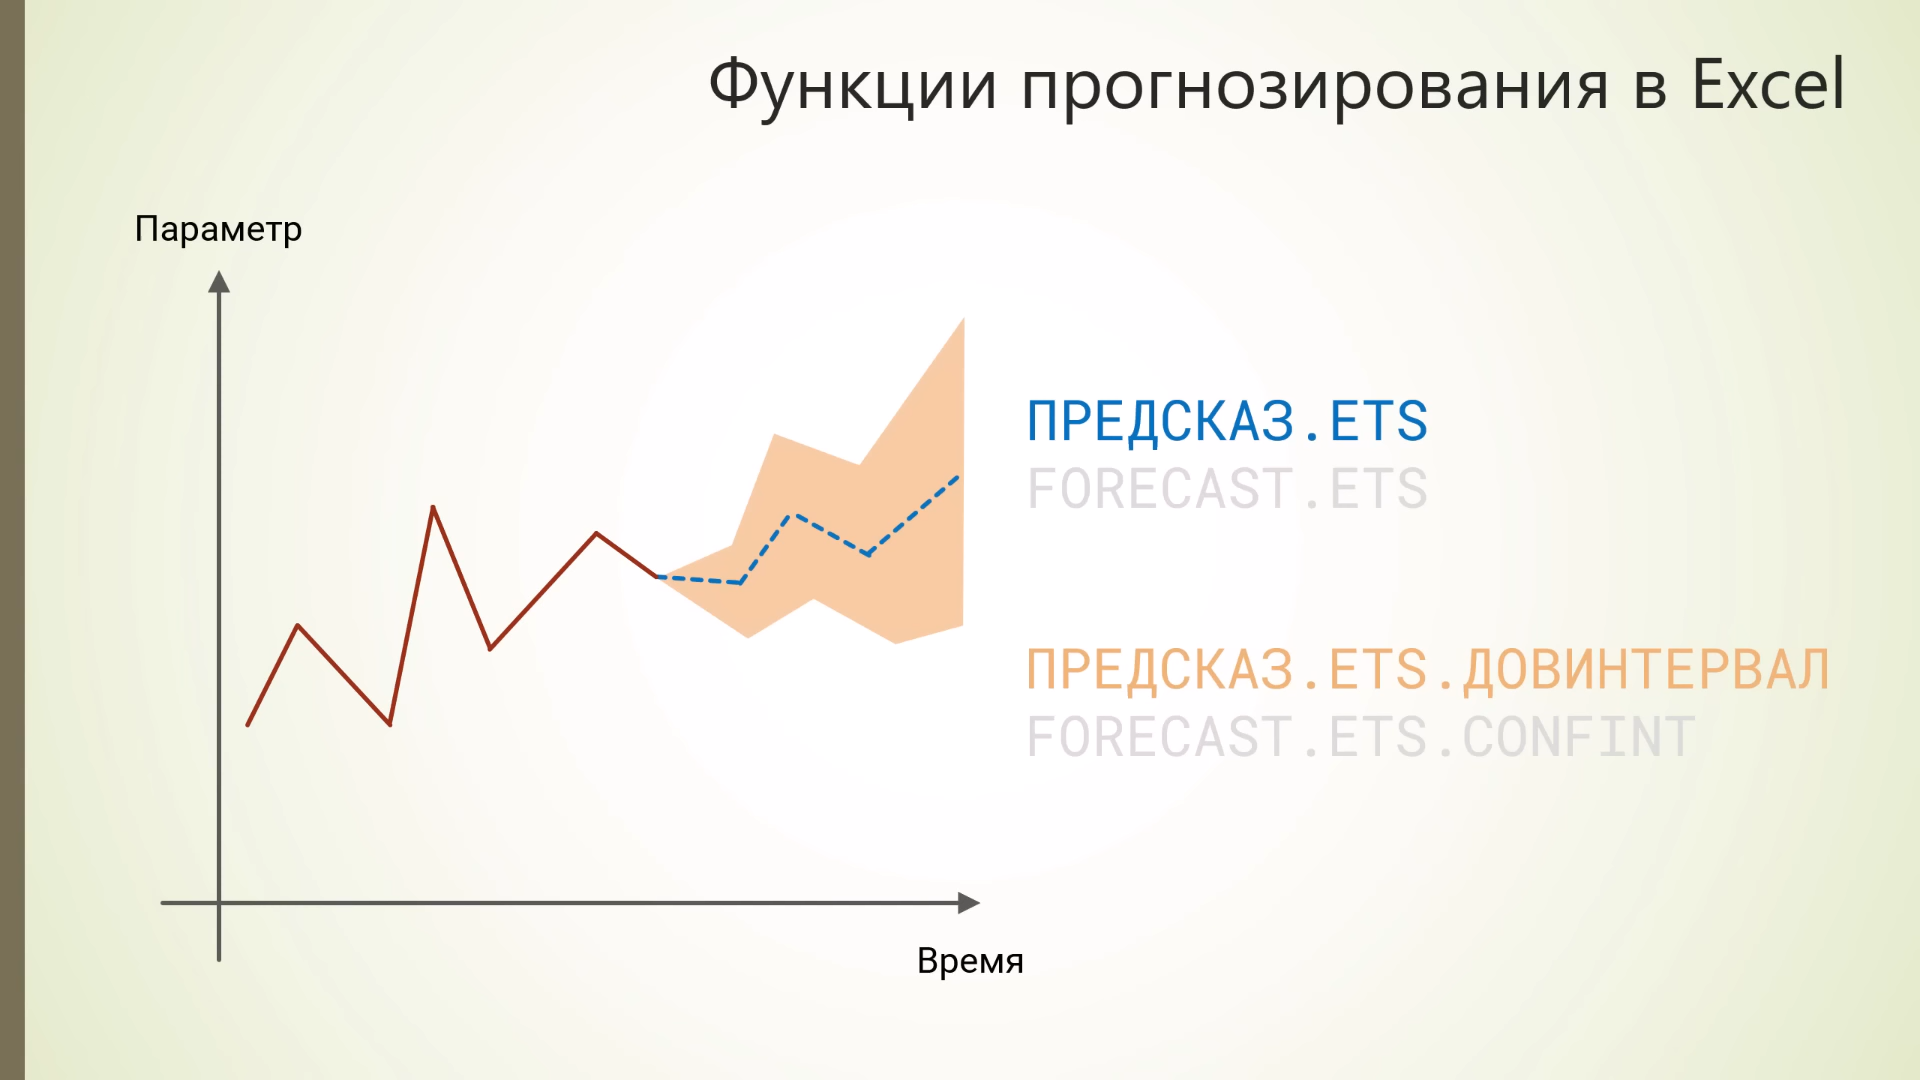 Функции прогнозирования в Excel
Параметр
ПРЕДСКАЗ.ETS
FORECAST.ETS
ПРЕДСКАЗ.ETS.ДОВИНТЕРВАЛ
FORECAST.ETS.CONFINT
Время